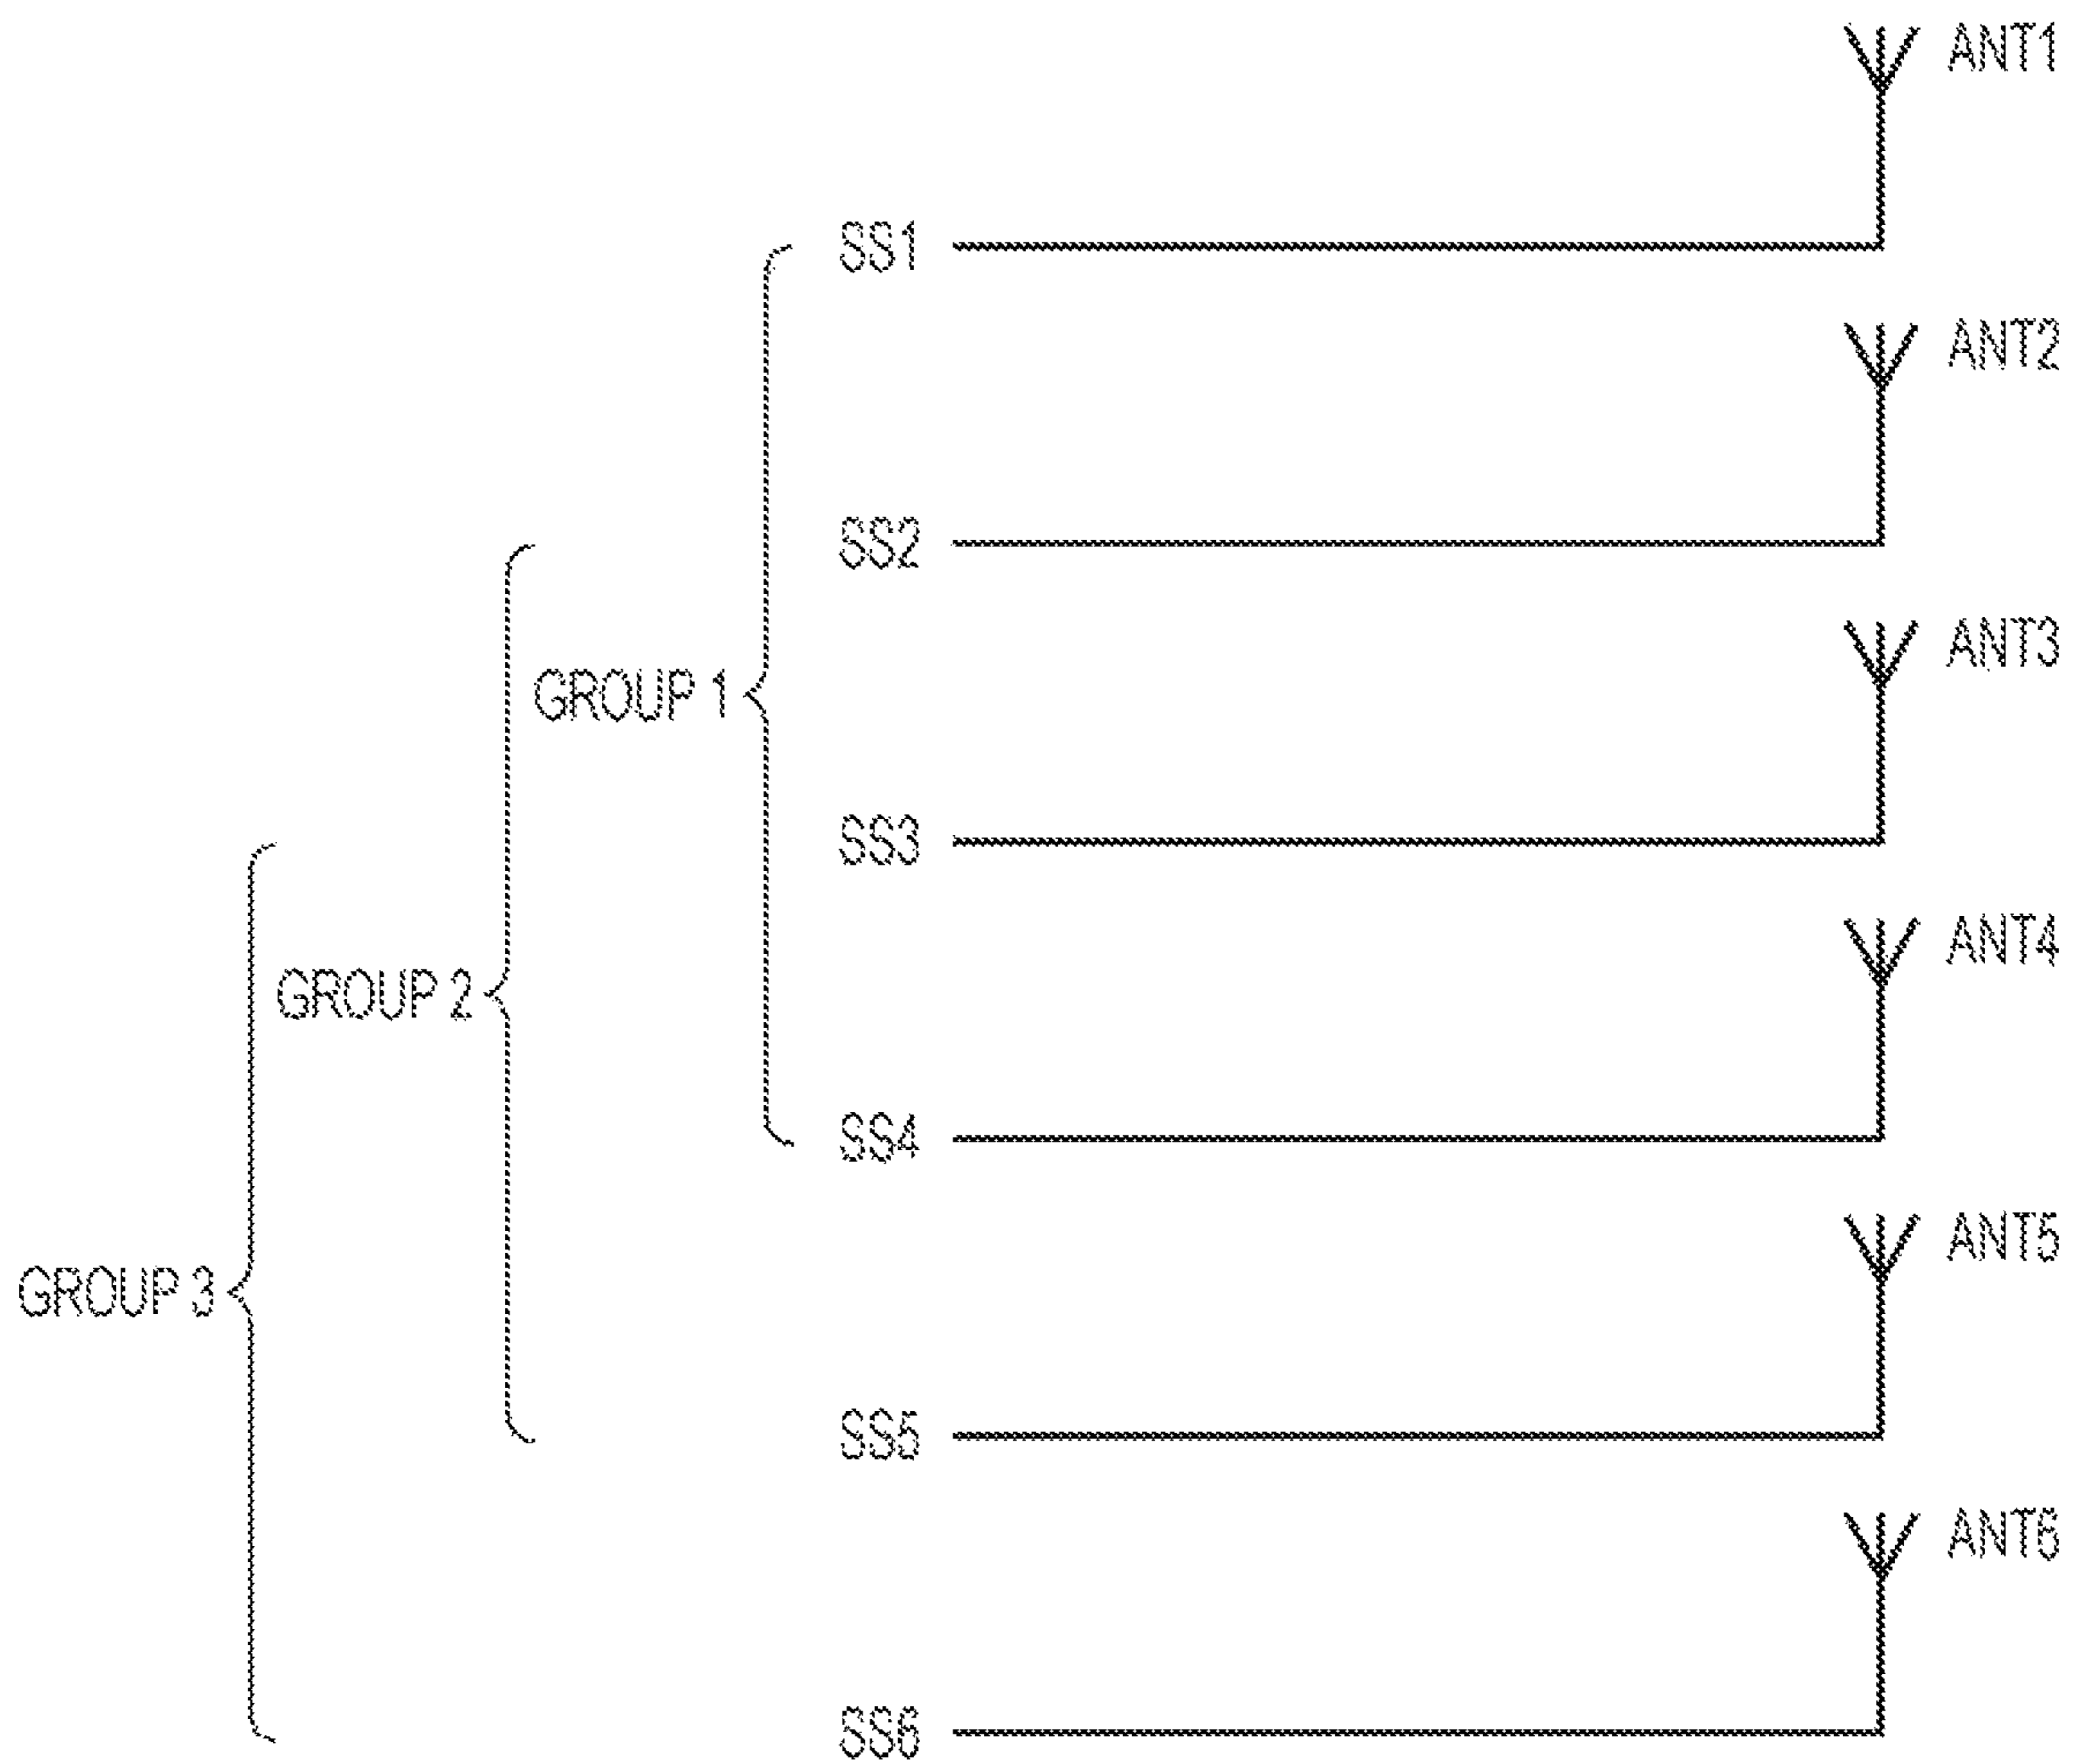 ANT1
SS1
ANT2
SS2
ANT3
GROUP 1
SS3
ANT4
GROUP 2
SS4
ANT5
GROUP 3
SS5
ANT6
SS6